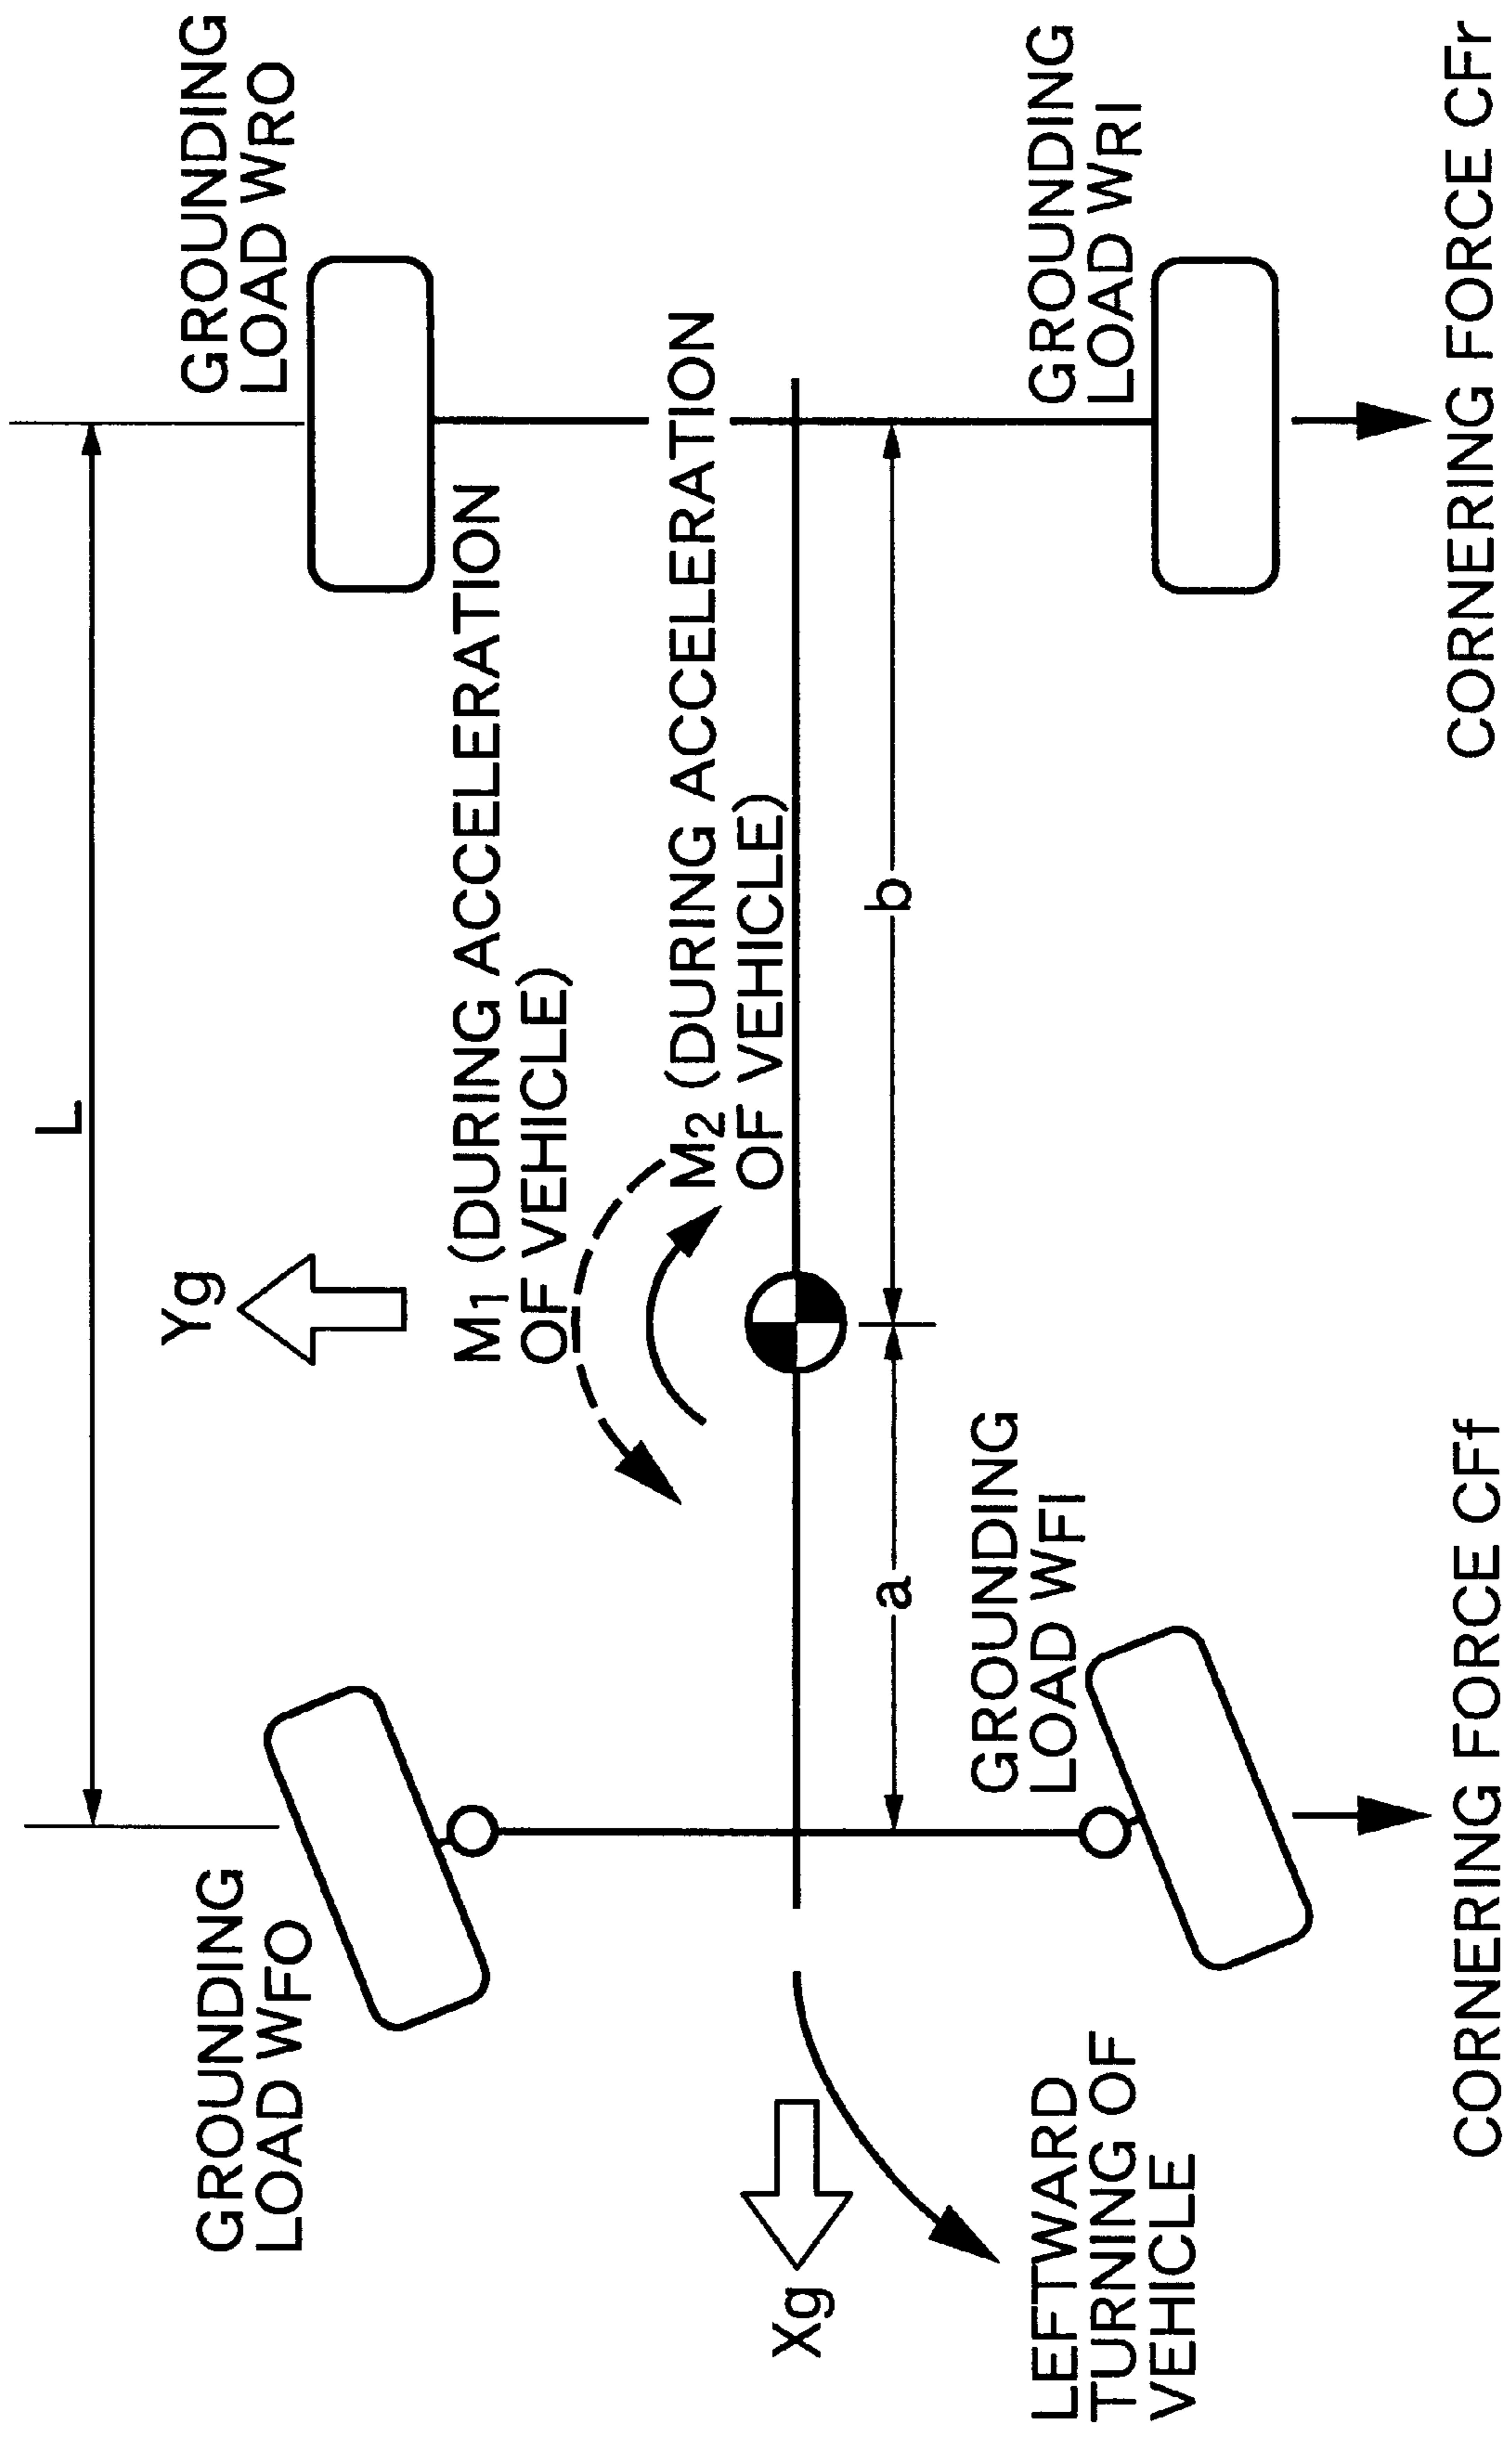 L
GROUNDING
LOAD WFO
GROUNDING
LOAD WRO
Yg
M1 (DURING ACCELERATION
OF VEHICLE)
M2 (DURING ACCELERATION
OF VEHICLE)
Xg
a
b
GROUNDING
LOAD WFI
GROUNDING
LOAD WRI
LEFTWARD
TURNING OF
VEHICLE
CORNERING FORCE CFf
CORNERING FORCE CFr